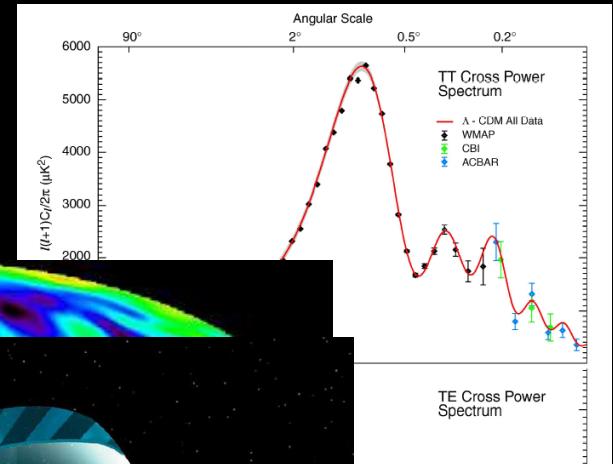 Angular Scale
90° 2° 0.5° 0.2°
6000
5000
4000
3000
2000
l(l+1)Cl/2π (μK²)
TT Cross Power
Spectrum
Λ - CDM All Data
WMAP
CBI
ACBAR
TE Cross Power
Spectrum